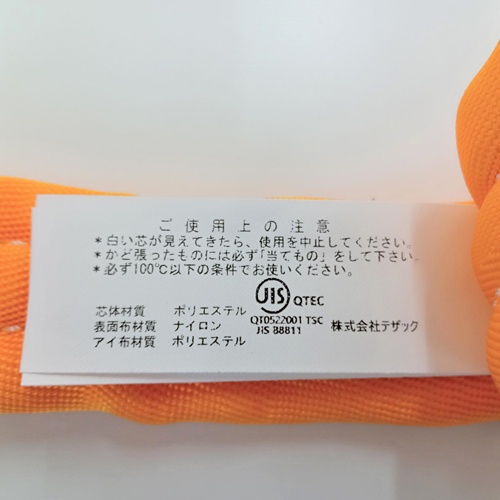 ご使用上の注意
*白い芯が見えてきたら、使用を中止してください。
*かど張ったものには必ず「当てもの」をして下さい。
*必ず100℃以下の条件でお使いください。
JIS QTEC
芯体材質 ポリエステル QT0522001 TSC
表面布材質 ナイロン JIS B8811 株式会社テザック
アイ布材質 ポリエステル